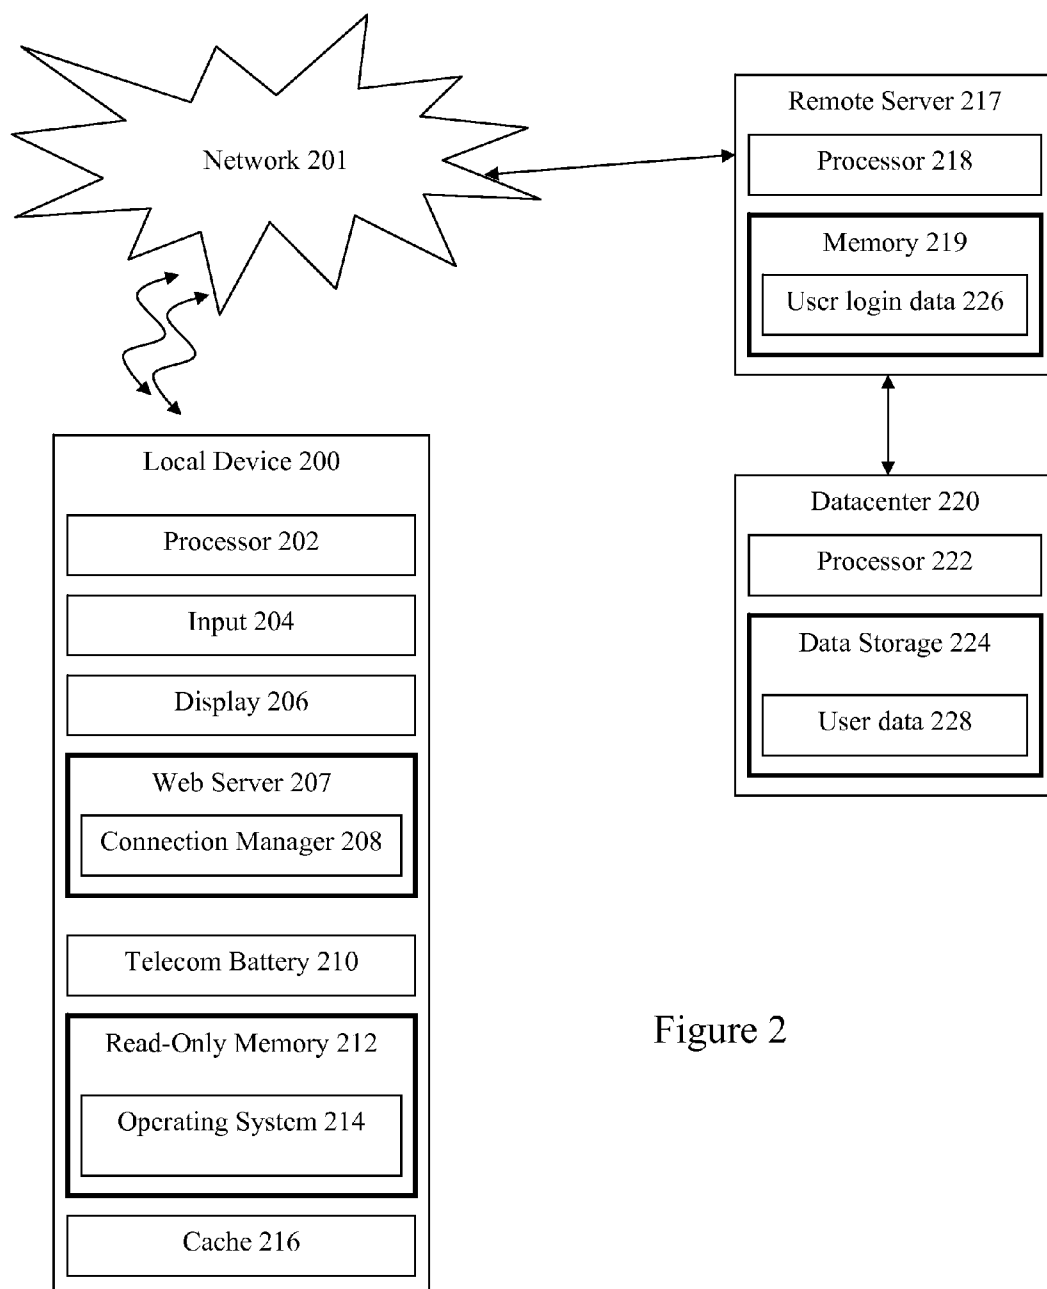 Network 201
Remote Server 217
Processor 218
Memory 219
User login data 226
Local Device 200
Processor 202
Input 204
Display 206
Web Server 207
Connection Manager 208
Telecom Battery 210
Read-Only Memory 212
Operating System 214
Cache 216
Datacenter 220
Processor 222
Data Storage 224
User data 228
Figure 2